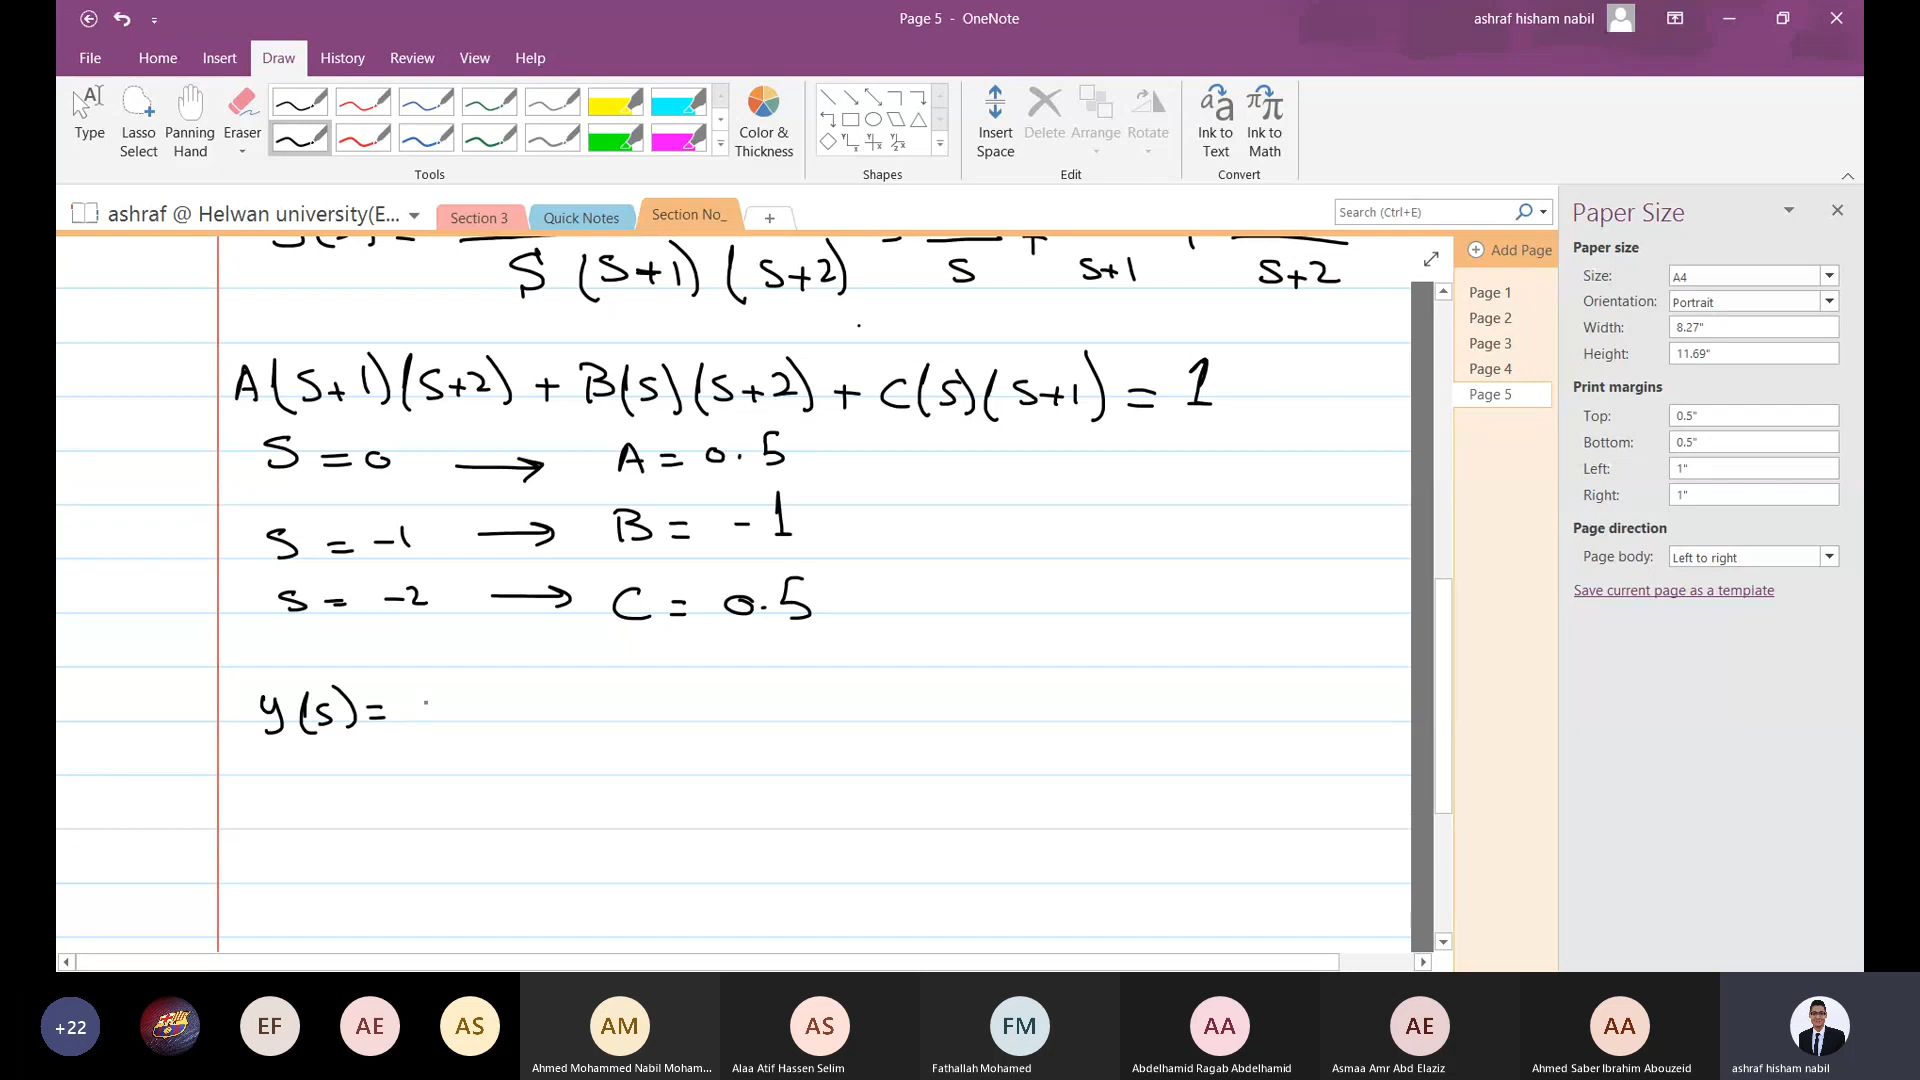 Page 5 - OneNote
ashraf hisham nabil
File Home Insert Draw History Review View Help
Type
Lasso Select
Panning Hand
Eraser
Color & Thickness
Insert Space
Delete
Arrange
Rotate
Ink to Text
Ink to Math
Tools
Shapes
Edit
Convert
ashraf @ Helwan university(E...
Section 3
Quick Notes
Section No_
Search (Ctrl+E)
S (S+1) (S+2) S S+1 S+2
A(S+1)(S+2) + B(S)(S+2) + C(S)(S+1) = 1
S = 0 → A = 0.5
S = -1 → B = -1
S = -2 → C = 0.5
y(s) =
Add Page
Page 1
Page 2
Page 3
Page 4
Page 5
Paper Size
Paper size
Size: A4
Orientation: Portrait
Width: 8.27"
Height: 11.69"
Print margins
Top: 0.5"
Bottom: 0.5"
Left: 1"
Right: 1"
Page direction
Page body: Left to right
Save current page as a template
+22 EF AE AS AM AS FM AA AE AA
Ahmed Mohammed Nabil Moham...
Alaa Atif Hassen Selim
Fathallah Mohamed
Abdelhamid Ragab Abdelhamid
Asmaa Amr Abd Elaziz
Ahmed Saber Ibrahim Abouzeid
ashraf hisham nabil